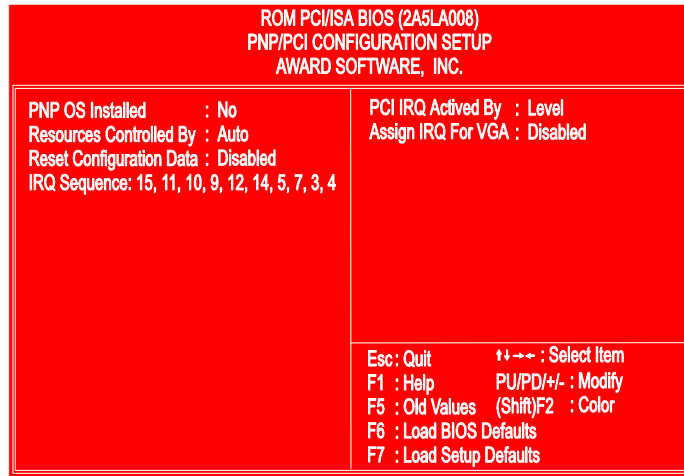 ROM PCI/ISA BIOS (2A5LA008)
PNP/PCI CONFIGURATION SETUP
AWARD SOFTWARE, INC.
PNP OS Installed : No
Resources Controlled By : Auto
Reset Configuration Data : Disabled
IRQ Sequence: 15, 11, 10, 9, 12, 14, 5, 7, 3, 4
PCI IRQ Actived By : Level
Assign IRQ For VGA : Disabled
Esc : Quit ↑↓→← : Select Item
F1 : Help PU/PD/+/- : Modify
F5 : Old Values (Shift)F2 : Color
F6 : Load BIOS Defaults
F7 : Load Setup Defaults